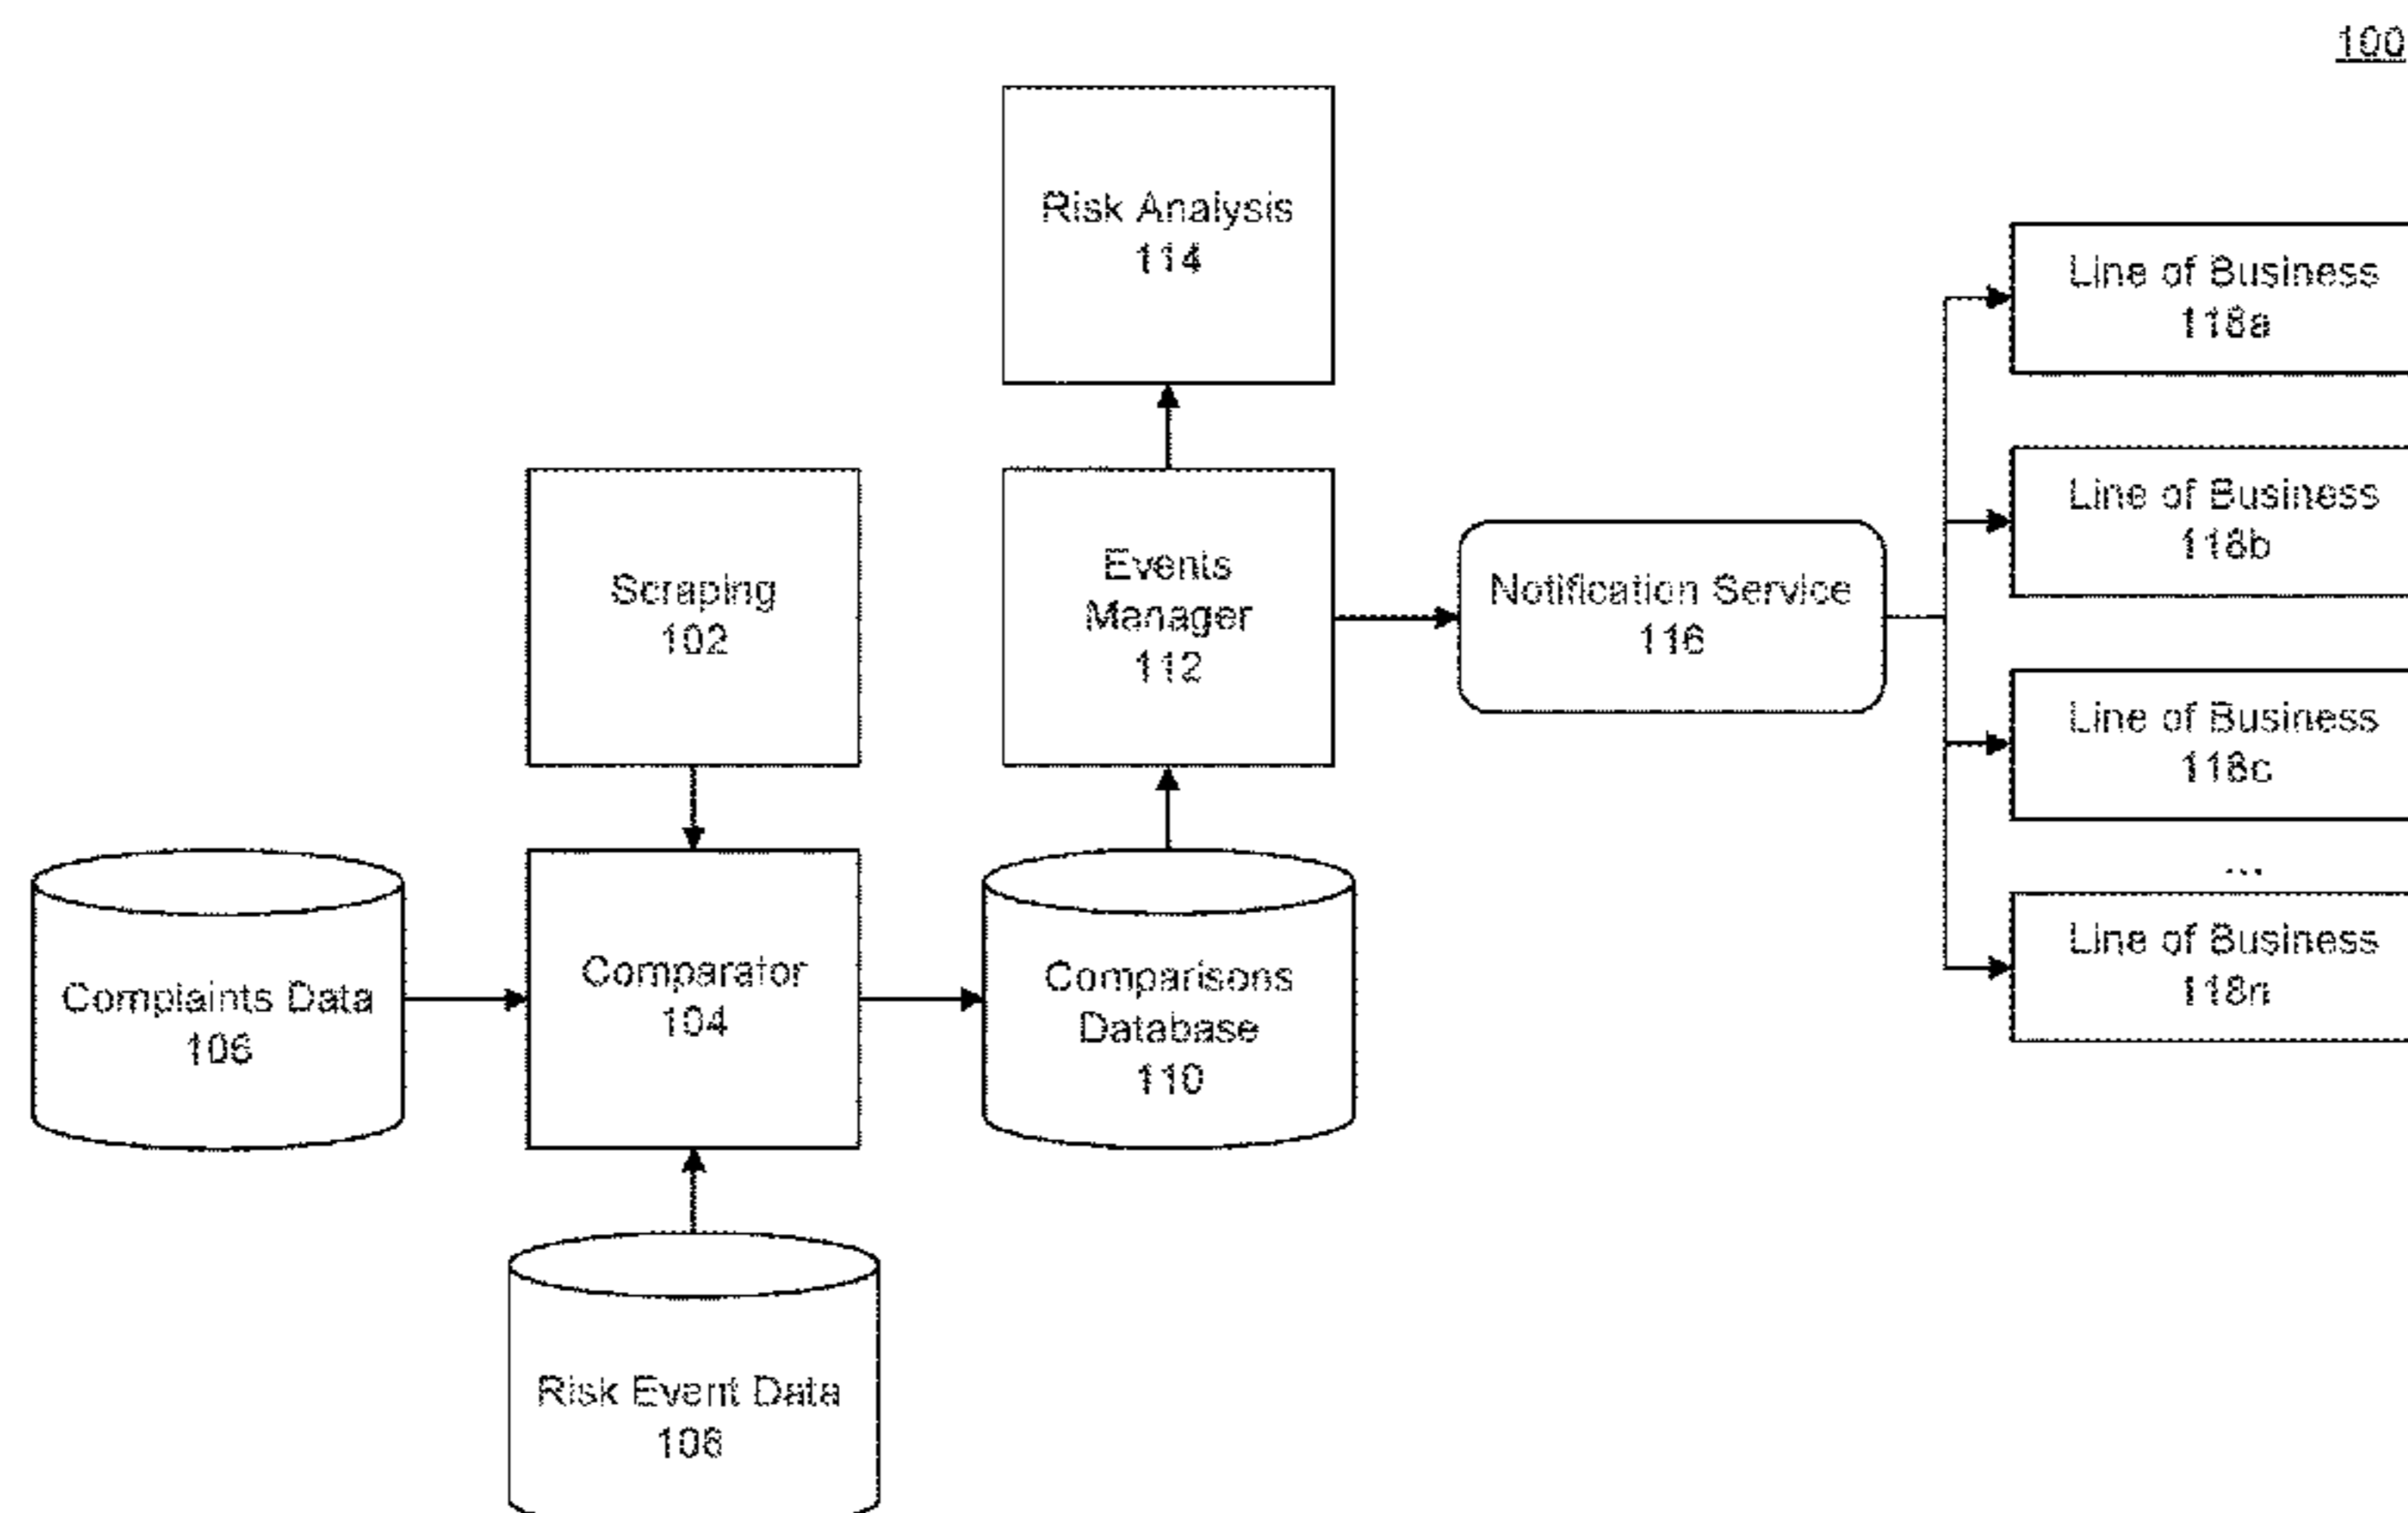 100
Risk Analysis
114
Line of Business
118a
Line of Business
118b
Scraping
102
Events
Manager
112
Notification Service
116
Line of Business
118c
...
Line of Business
118n
Complaints Data
106
Comparator
104
Comparisons
Database
110
Risk Event Data
108